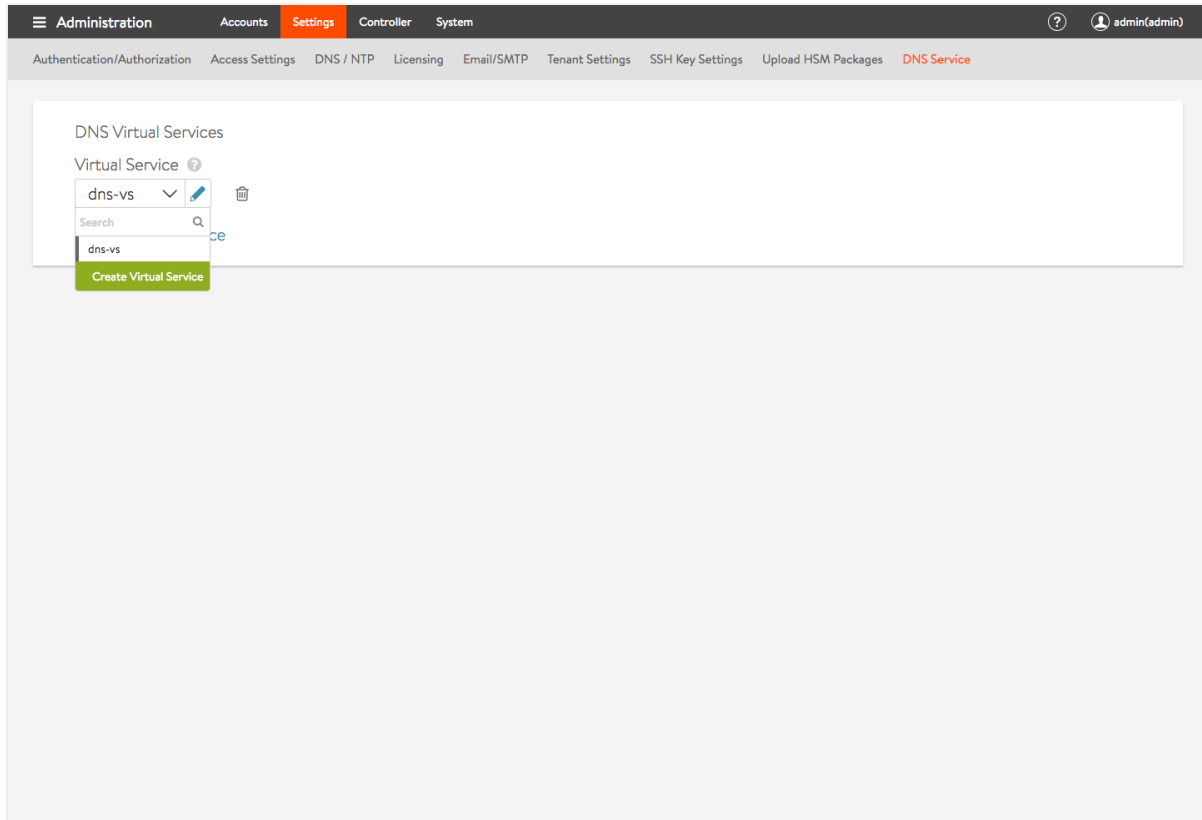 Administration Accounts Settings Controller System ? admin(admin)
Authentication/Authorization Access Settings DNS / NTP Licensing Email/SMTP Tenant Settings SSH Key Settings Upload HSM Packages DNS Service
DNS Virtual Services
Virtual Service ?
dns-vs
Search
ce
dns-vs
Create Virtual Service